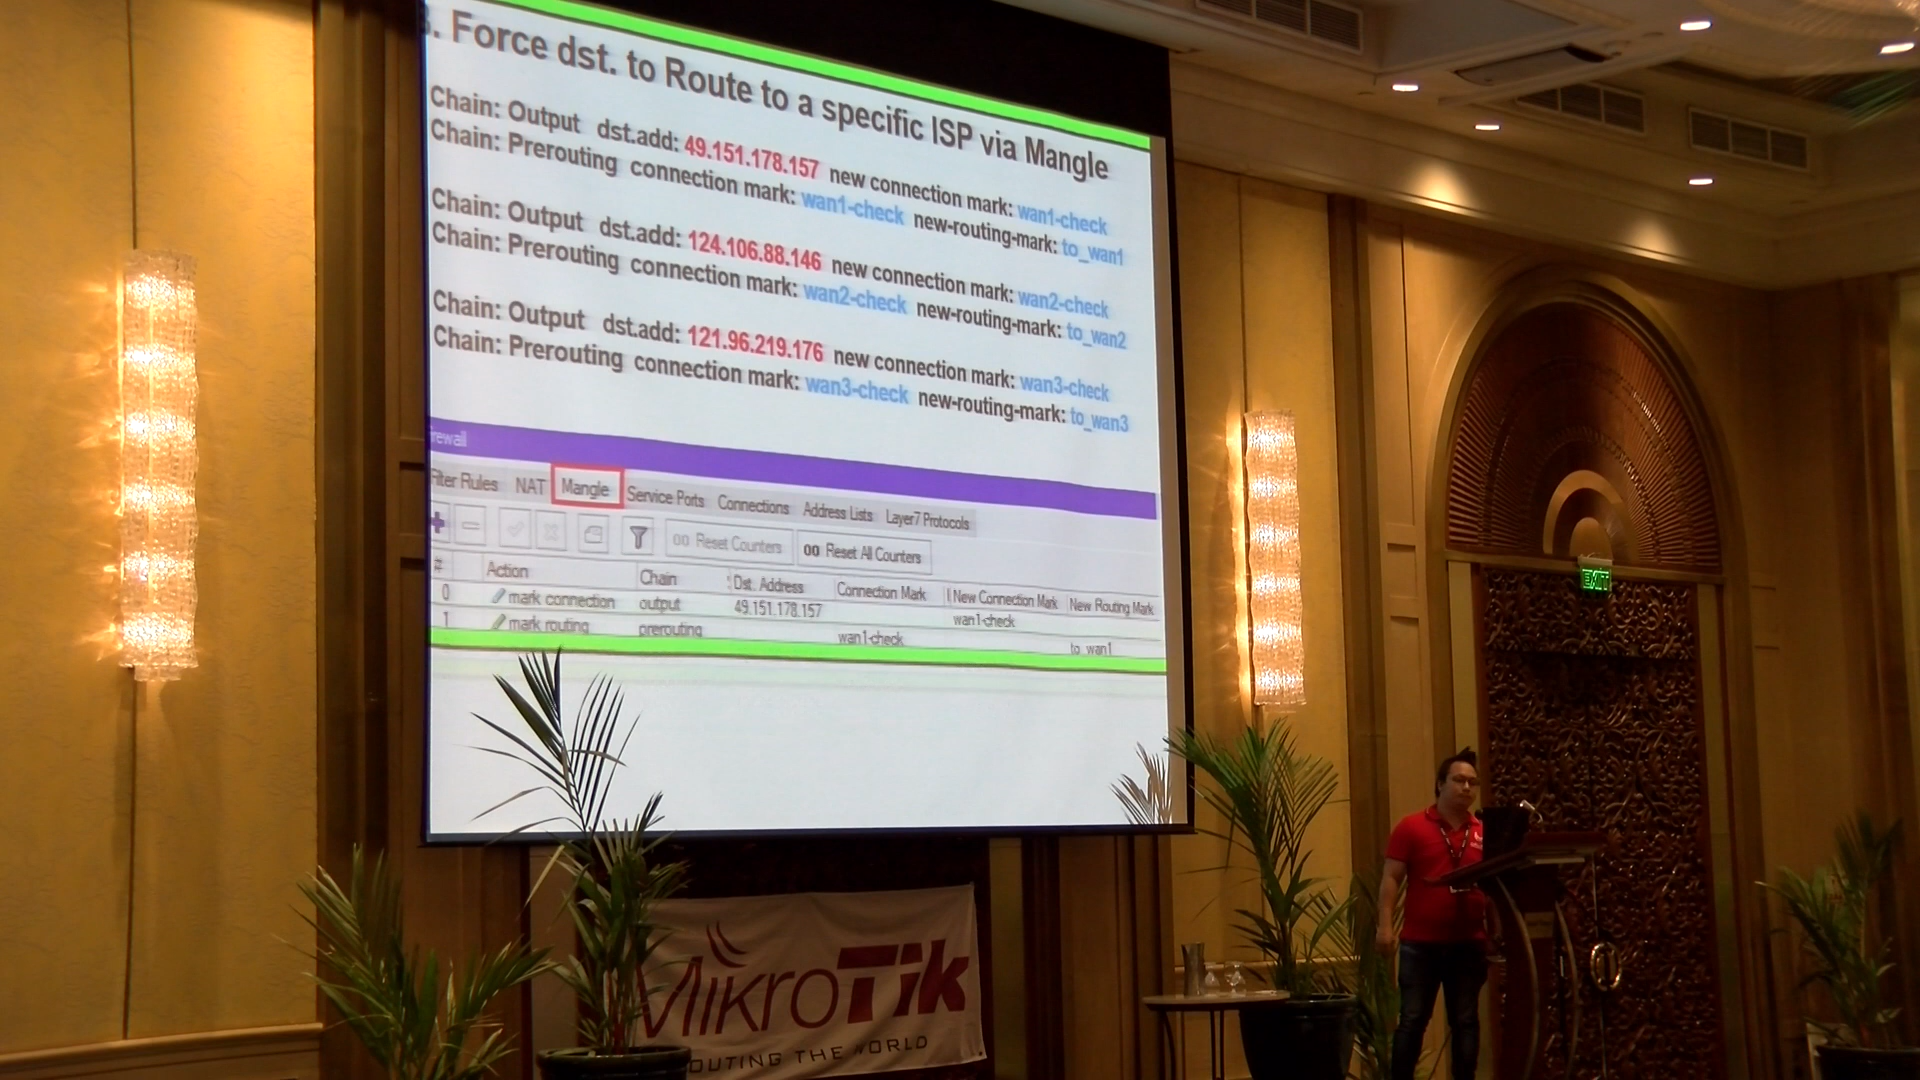 3. Force dst. to Route to a specific ISP via Mangle
Chain: Output dst.add: 49.151.178.157 new connection mark: wan1-check
Chain: Prerouting connection mark: wan1-check new-routing-mark: to_wan1
Chain: Output dst.add: 124.106.88.146 new connection mark: wan2-check
Chain: Prerouting connection mark: wan2-check new-routing-mark: to_wan2
Chain: Output dst.add: 121.96.219.176 new connection mark: wan3-check
Chain: Prerouting connection mark: wan3-check new-routing-mark: to_wan3
rewall
ilter Rules NAT Mangle Service Ports Connections Address Lists Layer7 Protocols
00 Reset Counters 00 Reset All Counters
# Action Chain Dst. Address Connection Mark New Connection Mark New Routing Mark
0 mark connection output 49.151.178.157 wan1-check
1 mark routing prerouting wan1-check to_wan1
EXIT
MikroTik
OUTING THE WORLD